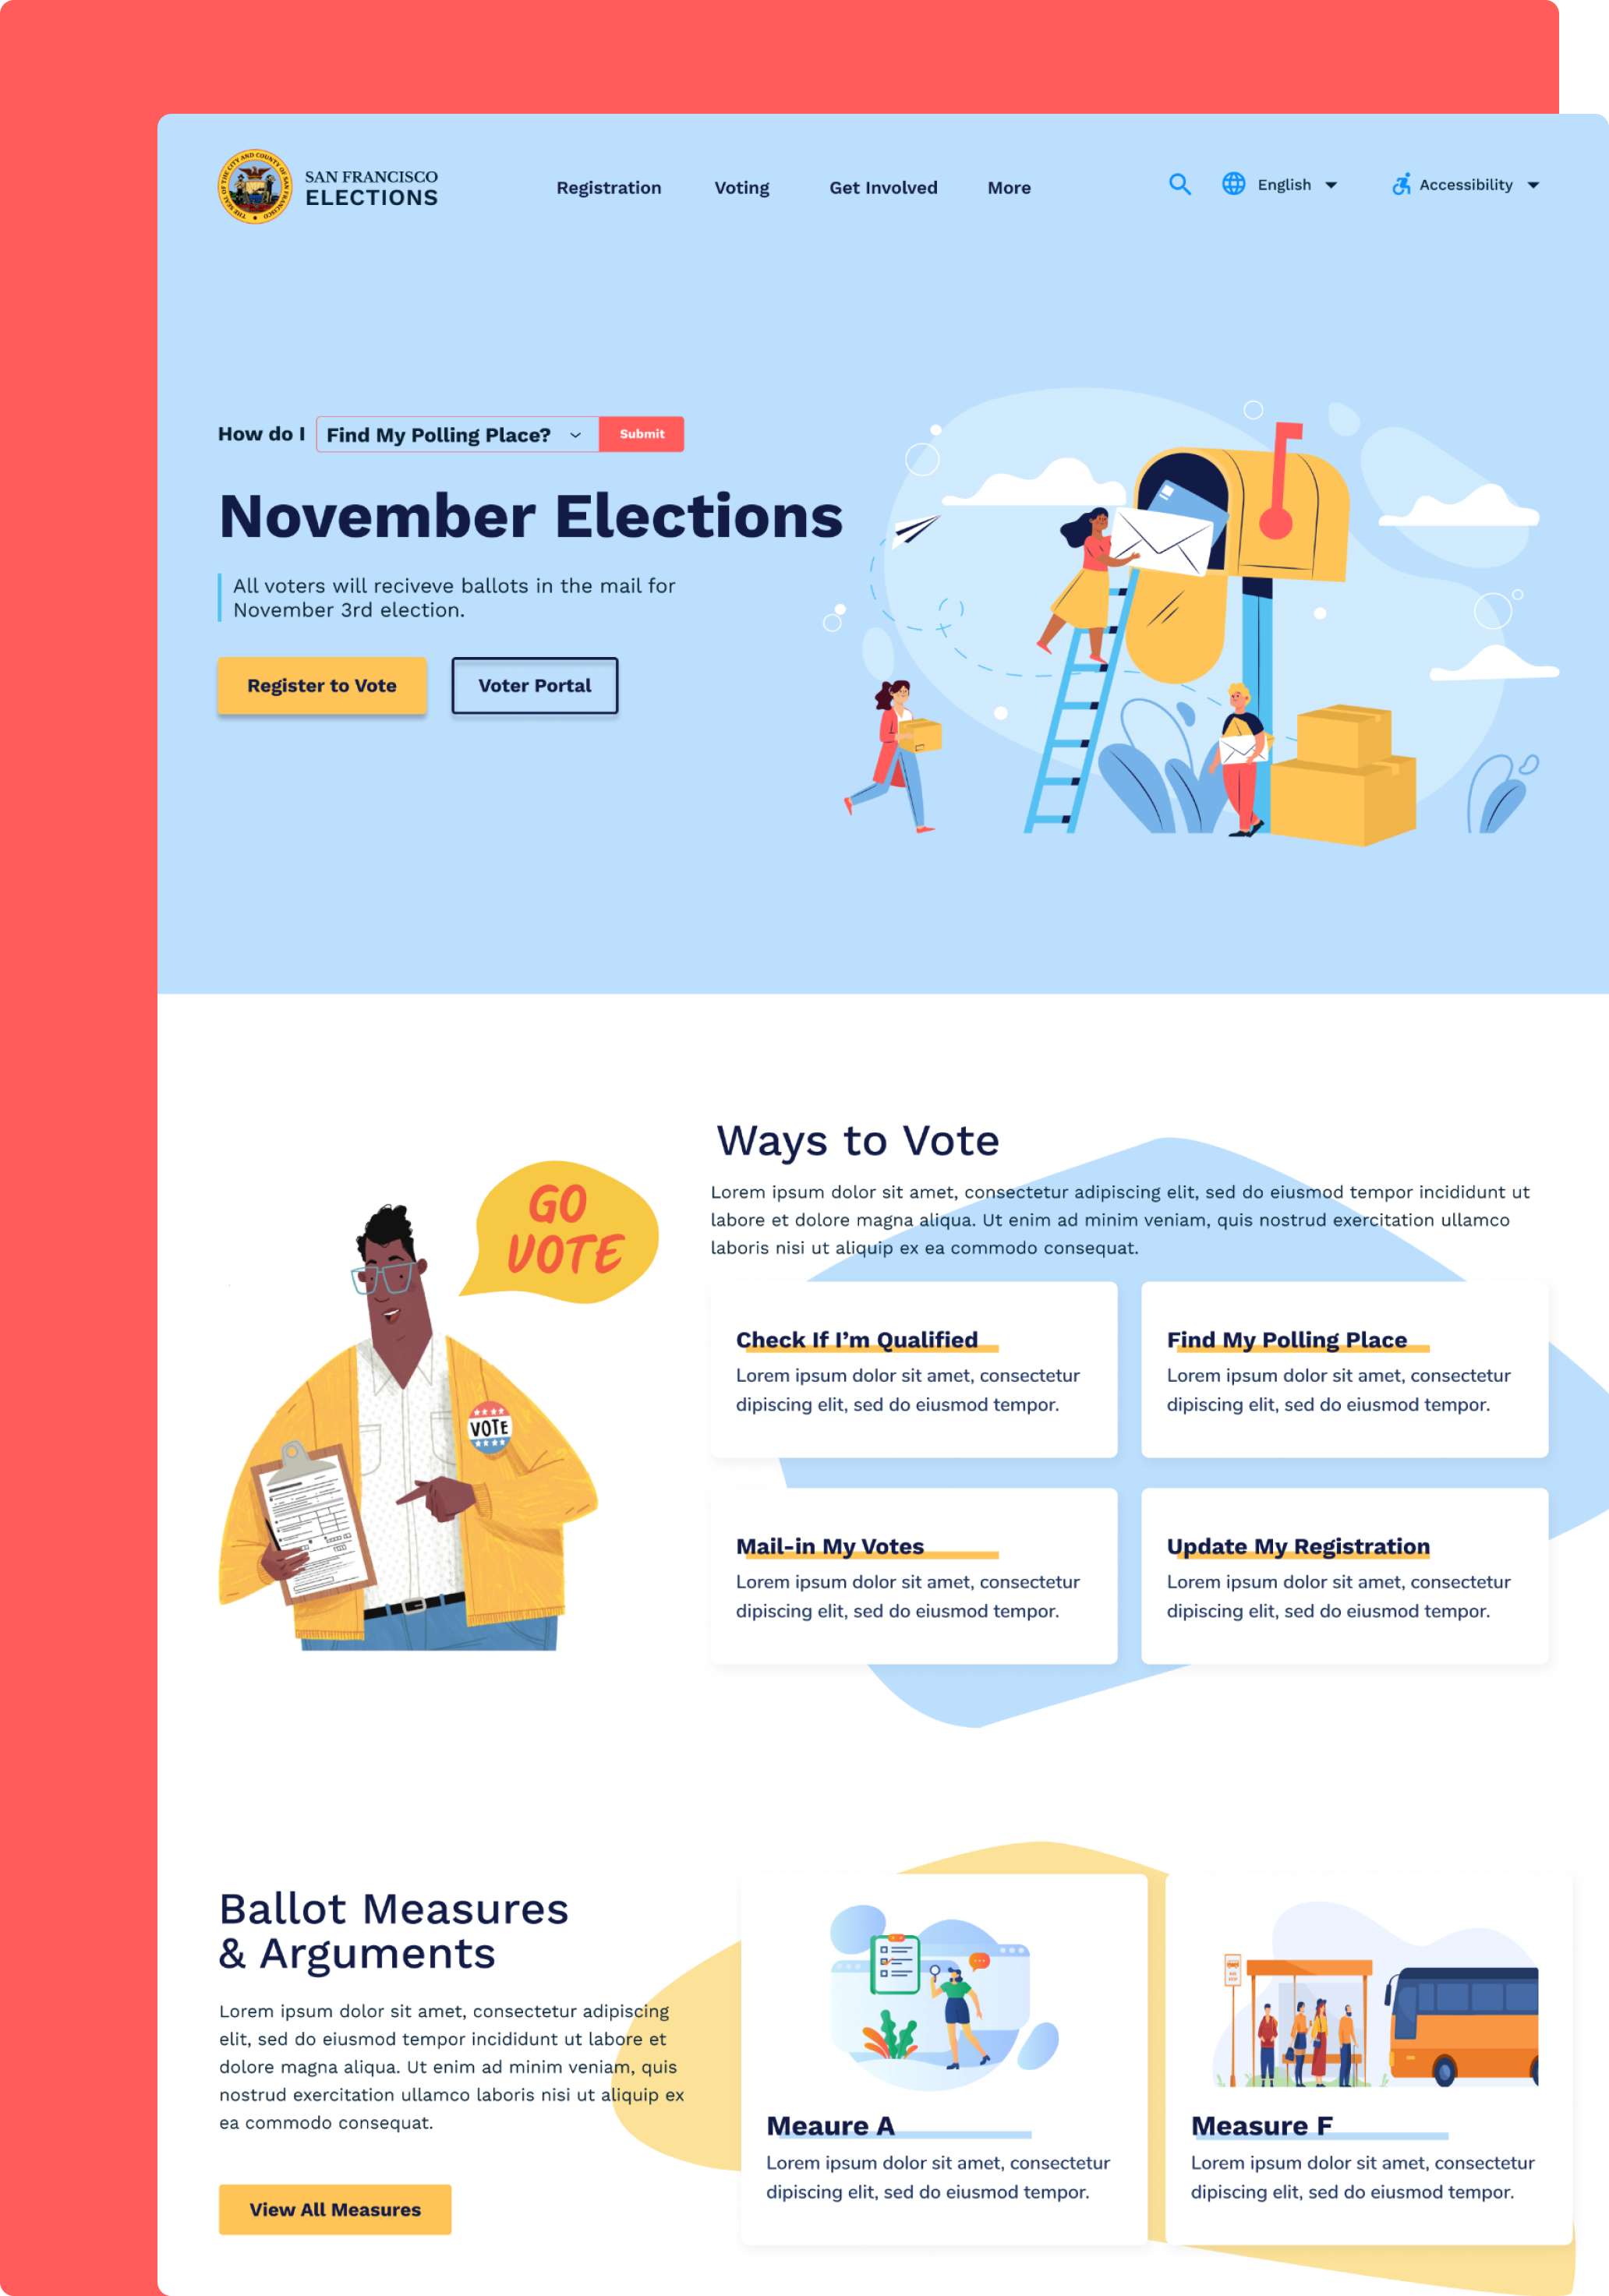 THE SEAL OF THE CITY AND COUNTY OF SAN FRANCISCO
SAN FRANCISCO
ELECTIONS
Registration
Voting
Get Involved
More
English
Accessibility
How do I
Find My Polling Place?
Submit
November Elections
All voters will reciveve ballots in the mail for
November 3rd election.
Register to Vote
Voter Portal
GO
VOTE
VOTE
Ways to Vote
Lorem ipsum dolor sit amet, consectetur adipiscing elit, sed do eiusmod tempor incididunt ut
labore et dolore magna aliqua. Ut enim ad minim veniam, quis nostrud exercitation ullamco
laboris nisi ut aliquip ex ea commodo consequat.
Check If I’m Qualified
Lorem ipsum dolor sit amet, consectetur
dipiscing elit, sed do eiusmod tempor.
Find My Polling Place
Lorem ipsum dolor sit amet, consectetur
dipiscing elit, sed do eiusmod tempor.
Mail-in My Votes
Lorem ipsum dolor sit amet, consectetur
dipiscing elit, sed do eiusmod tempor.
Update My Registration
Lorem ipsum dolor sit amet, consectetur
dipiscing elit, sed do eiusmod tempor.
Ballot Measures
& Arguments
Lorem ipsum dolor sit amet, consectetur adipiscing
elit, sed do eiusmod tempor incididunt ut labore et
dolore magna aliqua. Ut enim ad minim veniam, quis
nostrud exercitation ullamco laboris nisi ut aliquip ex
ea commodo consequat.
View All Measures
Meaure A
Lorem ipsum dolor sit amet, consectetur
dipiscing elit, sed do eiusmod tempor.
Measure F
Lorem ipsum dolor sit amet, consectetur
dipiscing elit, sed do eiusmod tempor.